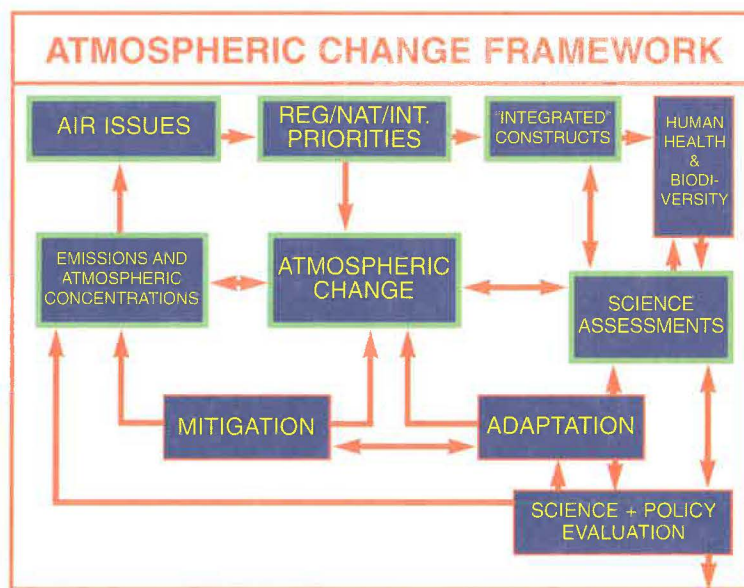 ATMOSPHERIC CHANGE FRAMEWORK
AIR ISSUES
REG/NAT/INT.
PRIORITIES
"INTEGRATED"
CONSTRUCTS
HUMAN
HEALTH
&
BIODI-
VERSITY
EMISSIONS AND
ATMOSPHERIC
CONCENTRATIONS
ATMOSPHERIC
CHANGE
SCIENCE
ASSESSMENTS
MITIGATION
ADAPTATION
SCIENCE + POLICY
EVALUATION